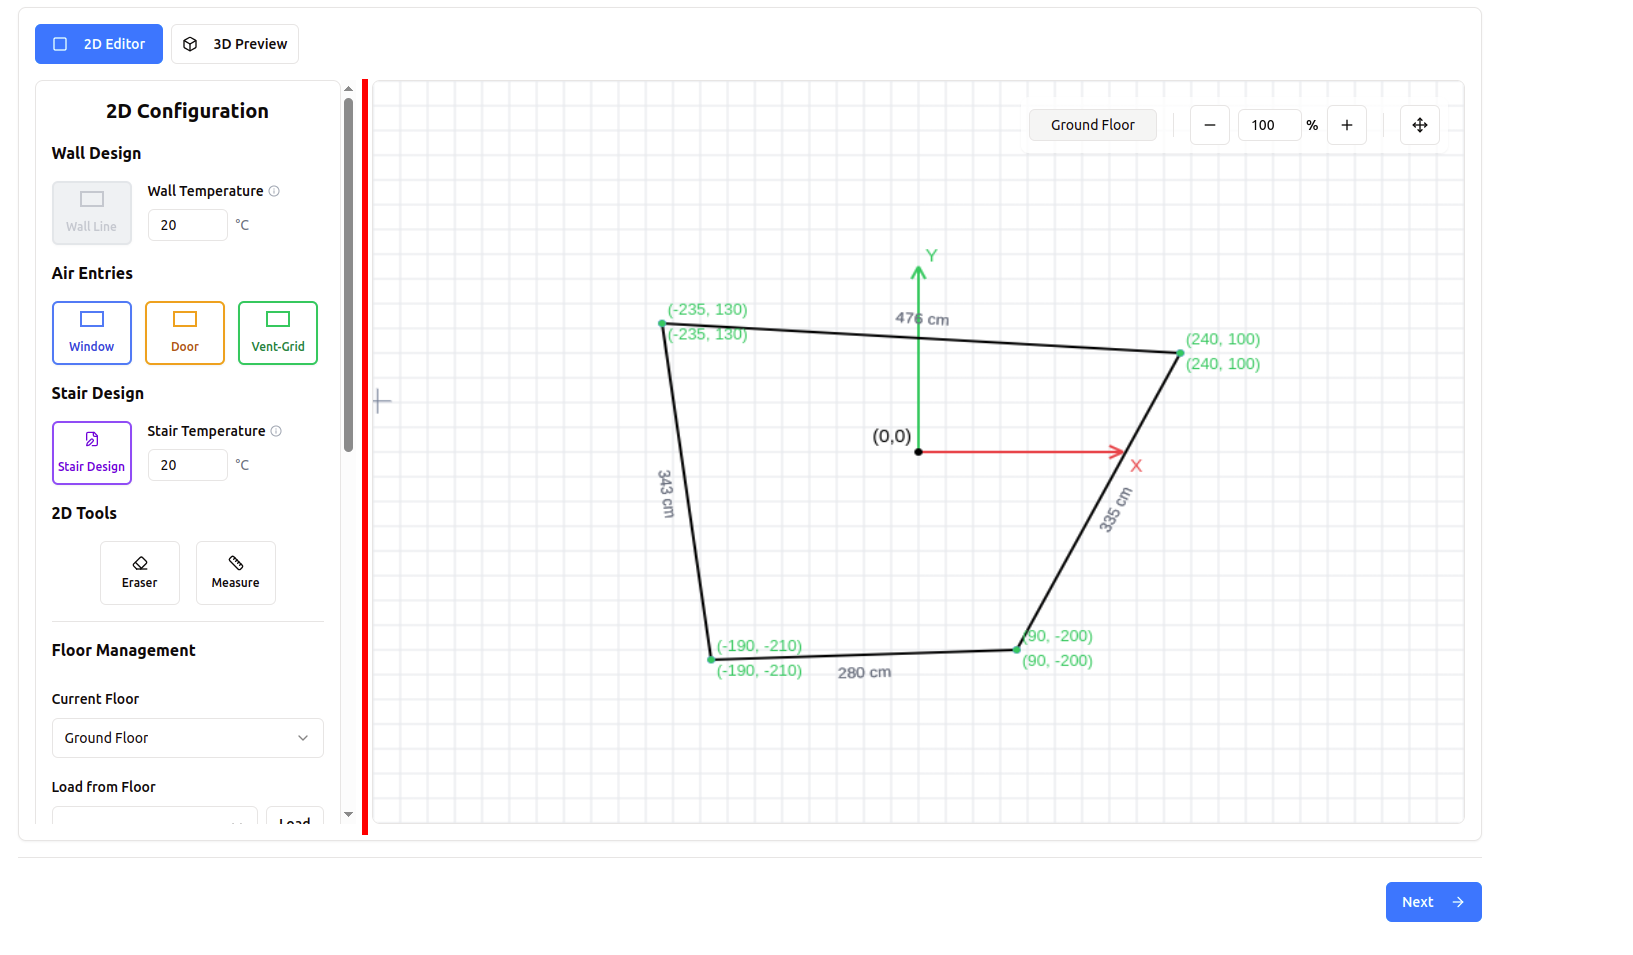 2D Editor
3D Preview
2D Configuration
Wall Design
Wall Line
Wall Temperature
20 °C
Air Entries
Window
Door
Vent-Grid
Stair Design
Stair Design
Stair Temperature
20 °C
2D Tools
Eraser
Measure
Floor Management
Current Floor
Ground Floor
Load from Floor
Load
Ground Floor
100 %
Y
(-235, 130)
476 cm
(-235, 130)
(240, 100)
(240, 100)
(0,0)
X
343 cm
335 cm
(90, -200)
(-190, -210)
(90, -200)
(-190, -210)
280 cm
Next